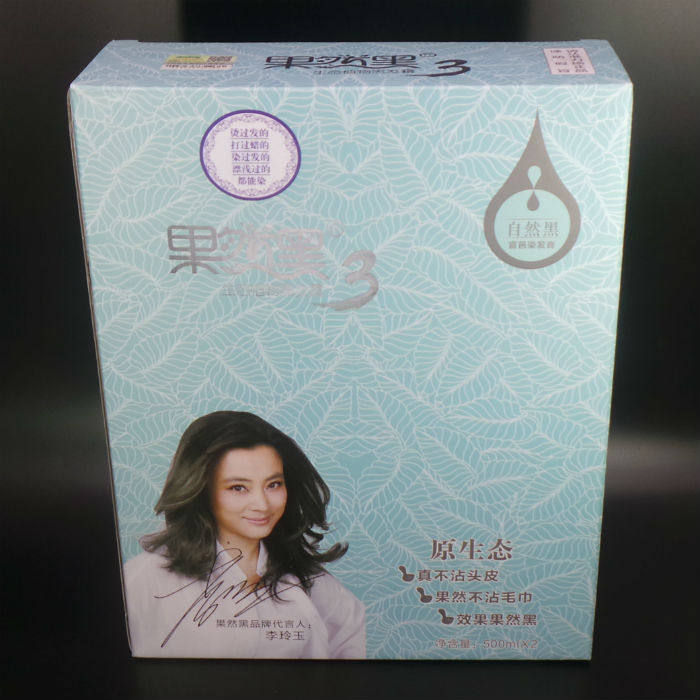 果然黑
3
烫过发的
打过蜡的
染过发的
漂浅过的
都能染
自然黑
果然黑
3
原生态
真不沾头皮
果然不沾毛巾
效果果然黑
果然黑品牌代言人:
李玲玉
净含量: 500mlx2